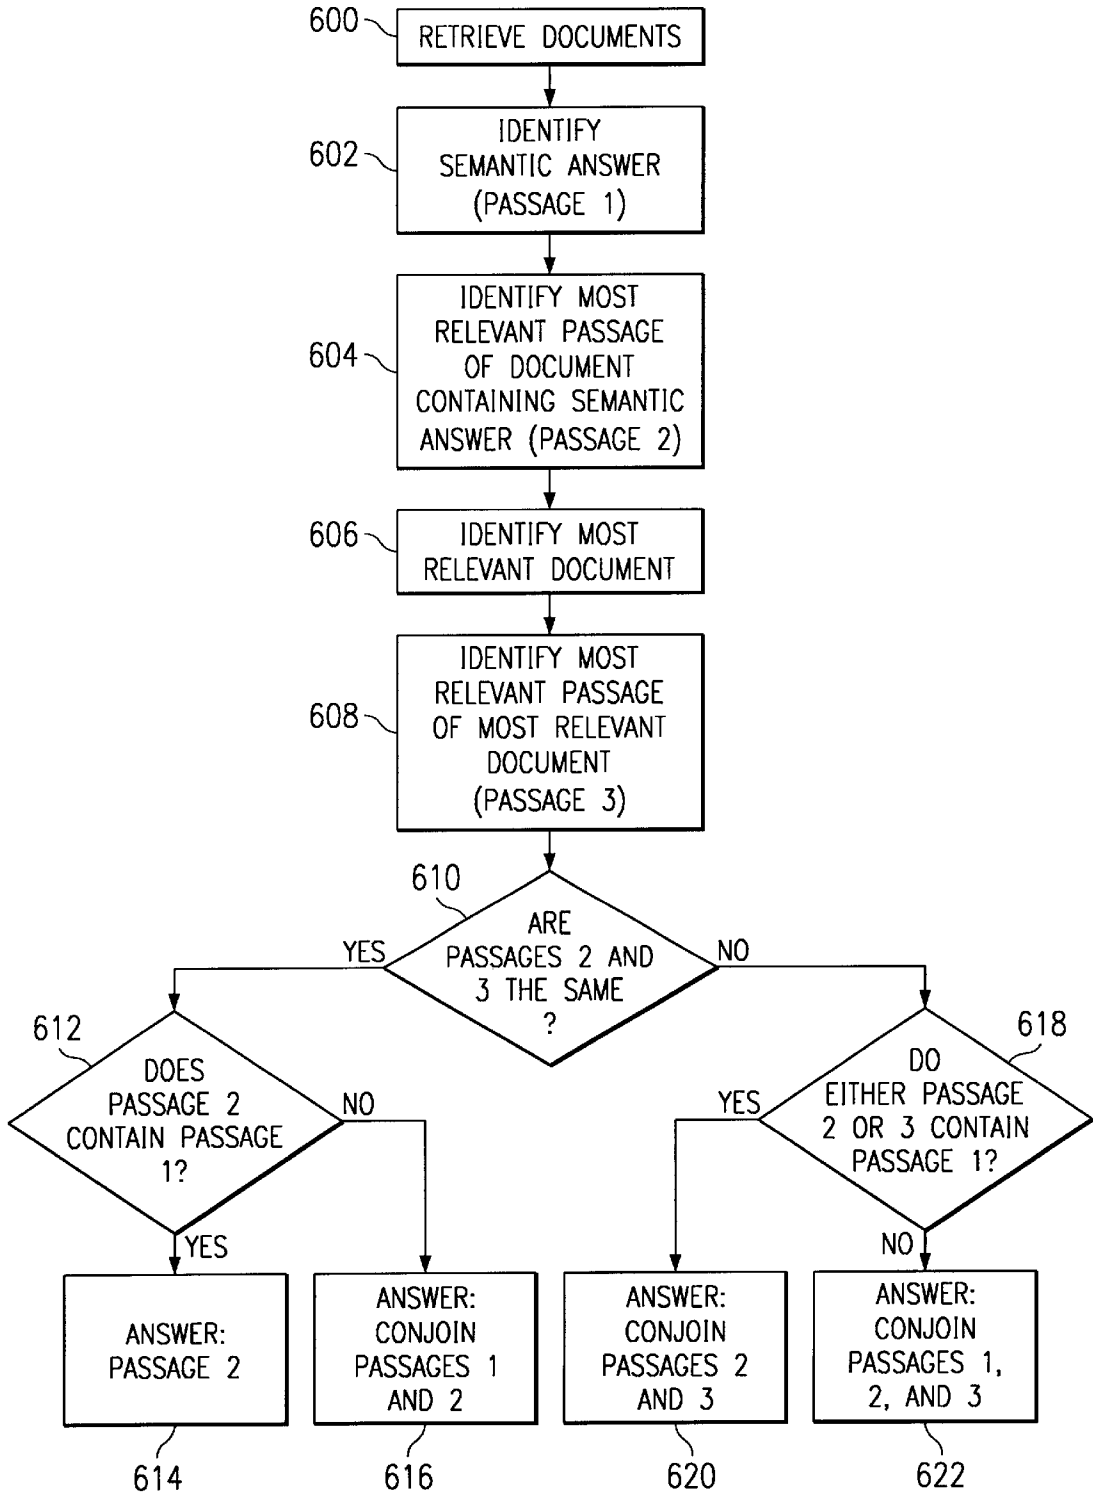 600
RETRIEVE DOCUMENTS
602
IDENTIFY
SEMANTIC ANSWER
(PASSAGE 1)
604
IDENTIFY MOST
RELEVANT PASSAGE
OF DOCUMENT
CONTAINING SEMANTIC
ANSWER (PASSAGE 2)
606
IDENTIFY MOST
RELEVANT DOCUMENT
608
IDENTIFY MOST
RELEVANT PASSAGE
OF MOST RELEVANT
DOCUMENT
(PASSAGE 3)
610
ARE
PASSAGES 2 AND
3 THE SAME
?
YES
NO
612
DOES
PASSAGE 2
CONTAIN PASSAGE
1?
NO
YES
618
DO
EITHER PASSAGE
2 OR 3 CONTAIN
PASSAGE 1?
YES
NO
ANSWER:
PASSAGE 2
614
ANSWER:
CONJOIN
PASSAGES 1
AND 2
616
ANSWER:
CONJOIN
PASSAGES 2
AND 3
620
ANSWER:
CONJOIN
PASSAGES 1,
2, AND 3
622